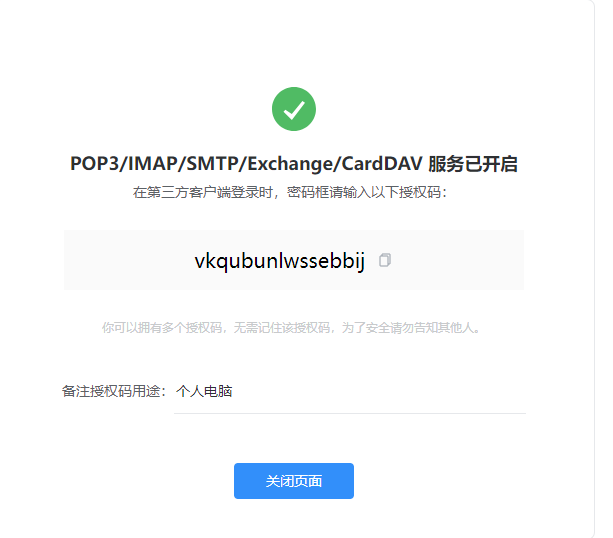 POP3/IMAP/SMTP/Exchange/CardDAV 服务已开启
在第三方客户端登录时，密码框请输入以下授权码：
vkqubunlwssebbij
你可以拥有多个授权码，无需记住该授权码，为了安全请勿告知其他人。
备注授权码用途： 个人电脑
关闭页面